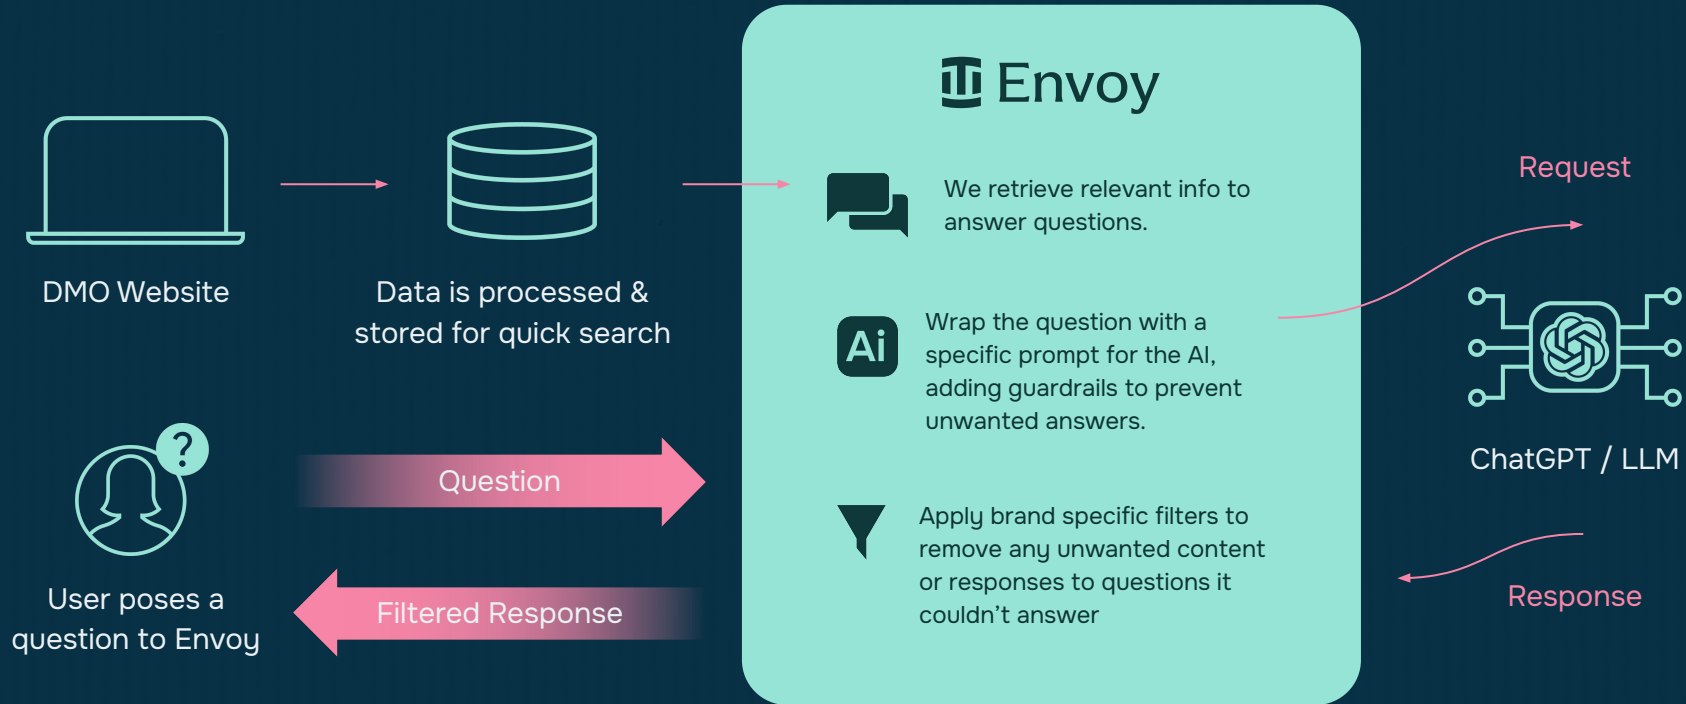 Envoy
We retrieve relevant info to
answer questions.
Request
DMO Website
Data is processed &
stored for quick search
Ai
Wrap the question with a
specific prompt for the AI,
adding guardrails to prevent
unwanted answers.
ChatGPT / LLM
?
Question
Apply brand specific filters to
remove any unwanted content
or responses to questions it
couldn't answer
User poses a
question to Envoy
Filtered Response
Response